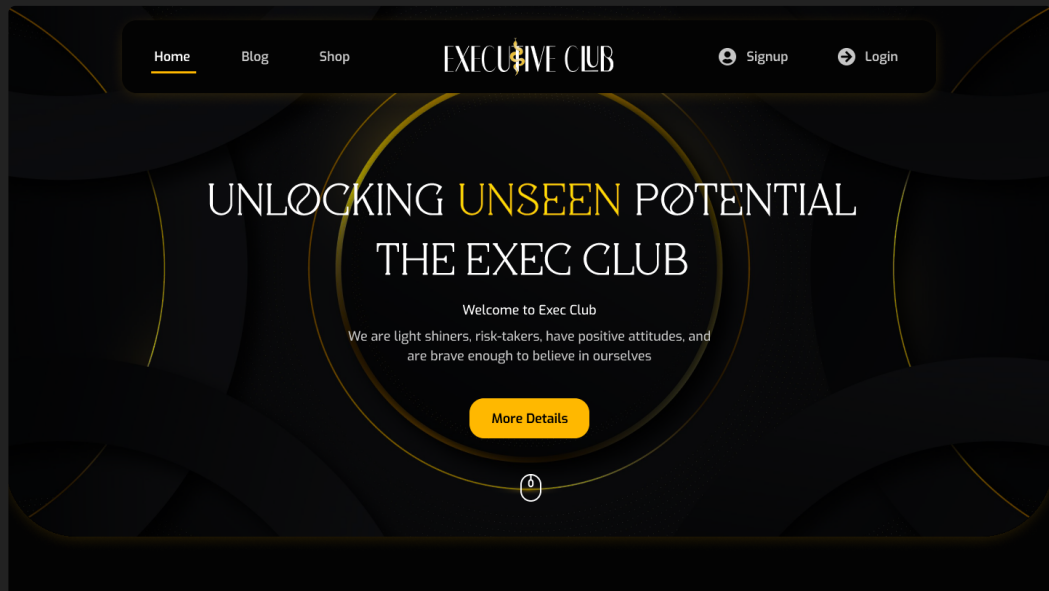 Home Blog Shop EXECUTIVE CLUB Signup Login
UNLOCKING UNSEEN POTENTIAL
THE EXEC CLUB
Welcome to Exec Club
We are light shiners, risk-takers, have positive attitudes, and
are brave enough to believe in ourselves
More Details